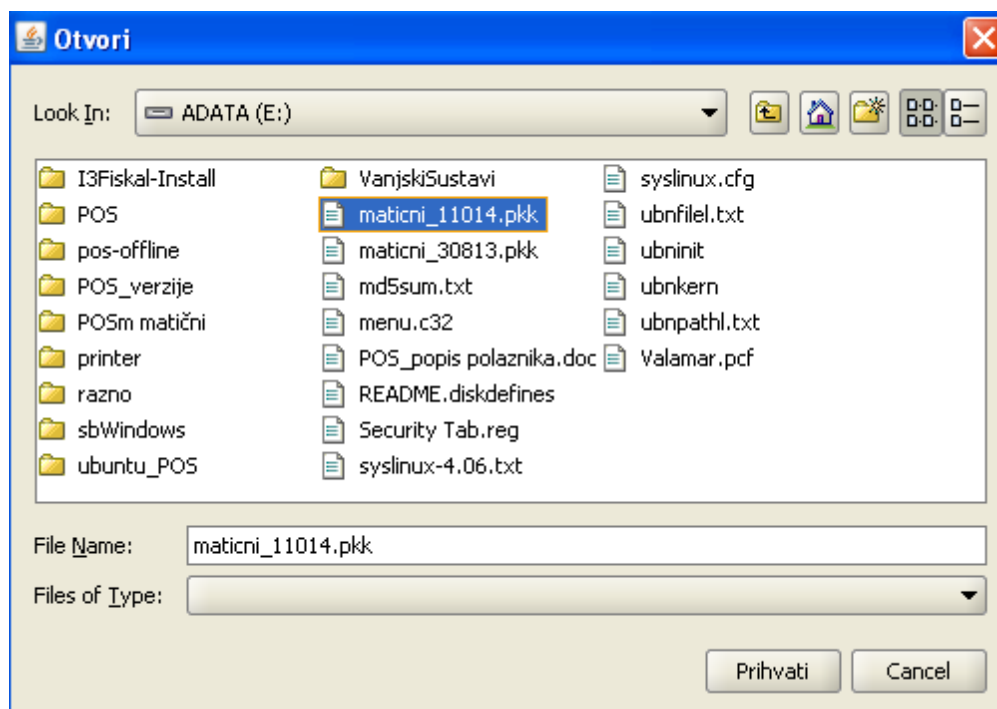 Otvori
Look In: ADATA (E:)
I3Fiskal-Install
POS
pos-offline
POS_verzije
POSm matični
printer
razno
sbWindows
ubuntu_POS
VanjskiSustavi
maticni_11014.pkk
maticni_30813.pkk
md5sum.txt
menu.c32
POS_popis polaznika.doc
README.diskdefines
Security Tab.reg
syslinux-4.06.txt
syslinux.cfg
ubnfilel.txt
ubninit
ubnkern
ubnpathl.txt
Valamar.pcf
File Name: maticni_11014.pkk
Files of Type:
Prihvati Cancel